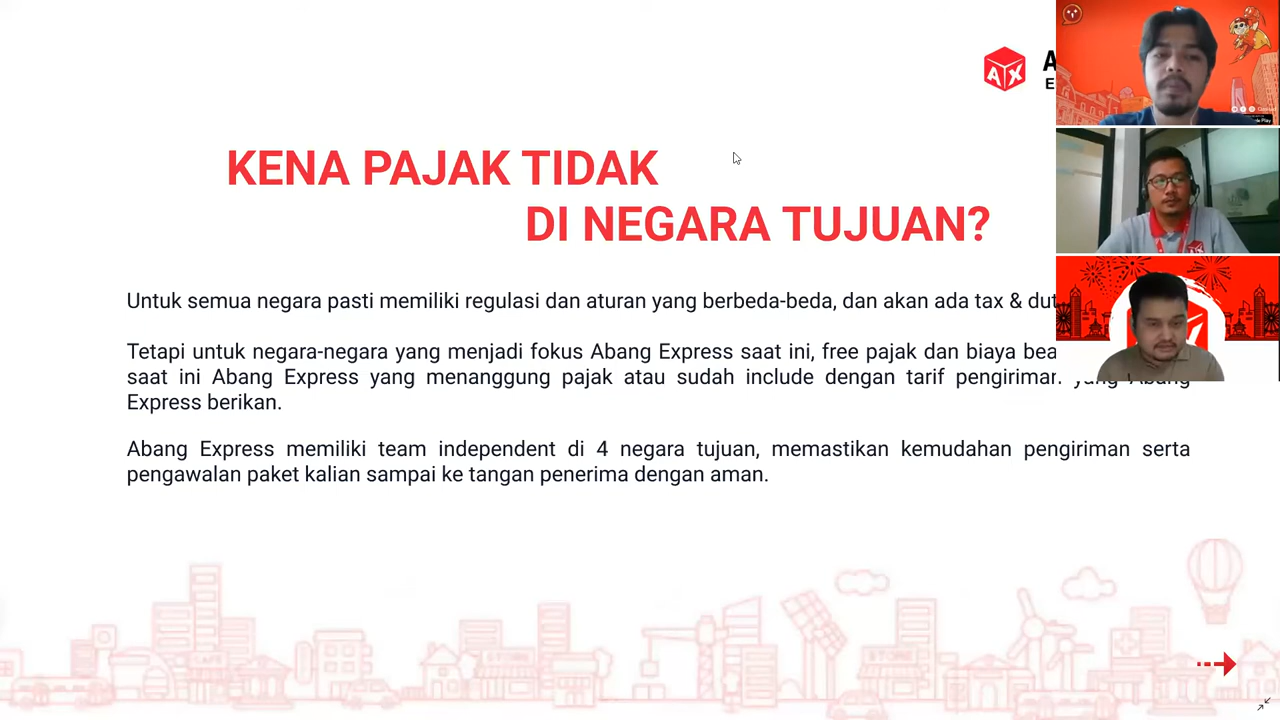 AX
KENA PAJAK TIDAK
DI NEGARA TUJUAN?
Untuk semua negara pasti memiliki regulasi dan aturan yang berbeda-beda, dan akan ada tax &
Tetapi untuk negara-negara yang menjadi fokus Abang Express saat ini, free pajak dan biaya
saat ini Abang Express yang menanggung pajak atau sudah include dengan tarif pengiriman yang Abang
Express berikan.
Abang Express memiliki team independent di 4 negara tujuan, memastikan kemudahan pengiriman serta
pengawalan paket kalian sampai ke tangan penerima dengan aman.